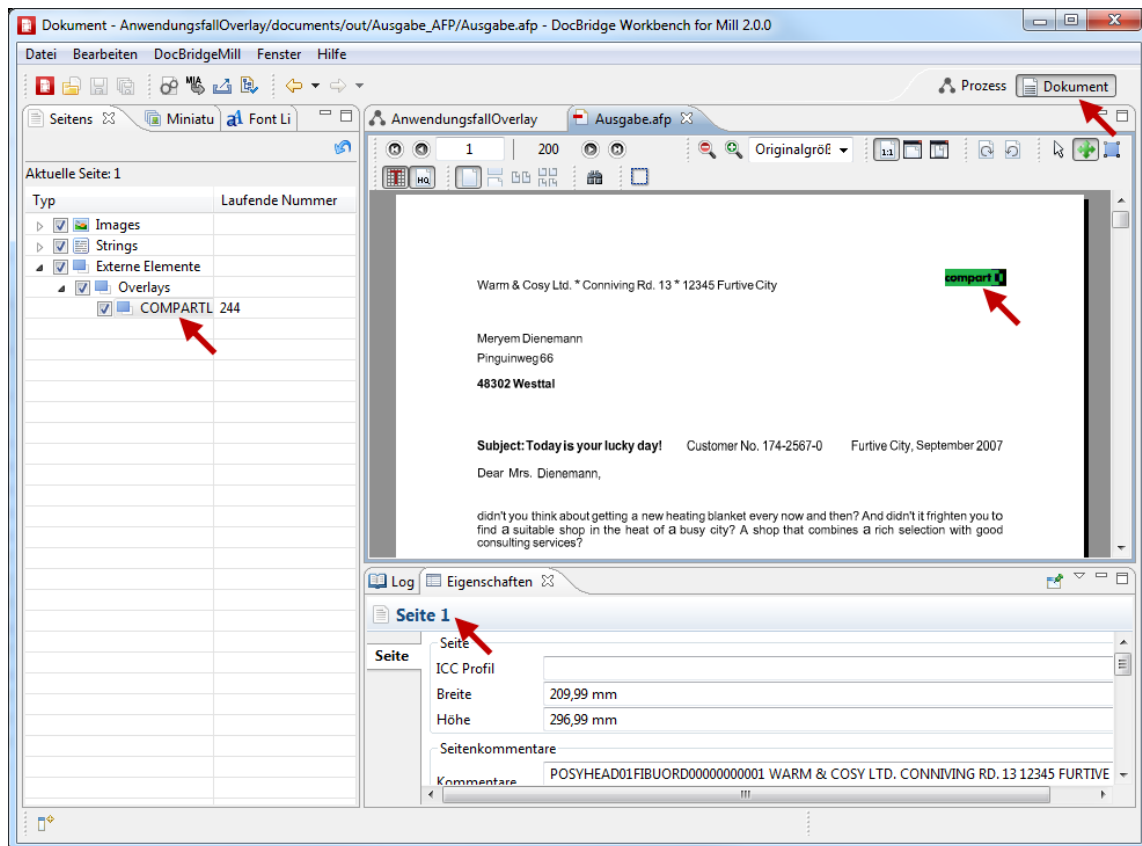 Dokument - AnwendungsfallOverlay/documents/out/Ausgabe_AFP/Ausgabe.afp - DocBridge Workbench for Mill 2.0.0
Datei Bearbeiten DocBridgeMill Fenster Hilfe
MIA
Prozess Dokument
Seitens Miniatu Font Li
AnwendungsfallOverlay Ausgabe.afp
1 200 Originalgröß 1:1
HQ
Aktuelle Seite: 1
Typ Laufende Nummer
Images
Strings
Externe Elemente
Overlays
COMPARTL 244
compart
Warm & Cosy Ltd. * Conniving Rd. 13 * 12345 Furtive City
Meryem Dienemann
Pinguinweg 66
48302 Westtal
Subject: Today is your lucky day! Customer No. 174-2567-0 Furtive City, September 2007
Dear Mrs. Dienemann,
didn't you think about getting a new heating blanket every now and then? And didn't it frighten you to
find a suitable shop in the heat of a busy city? A shop that combines a rich selection with good
consulting services?
Log Eigenschaften
Seite 1
Seite
Seite
ICC Profil
Breite 209,99 mm
Höhe 296,99 mm
Seitenkommentare
Kommentare POSYHEAD01FIBUORD00000000001 WARM & COSY LTD. CONNIVING RD. 13 12345 FURTIVE